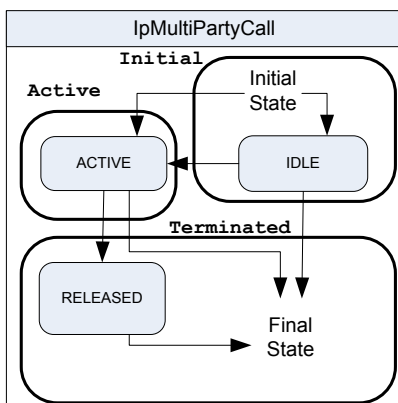 IpMultiPartyCall
Initial
Initial
State
Active
ACTIVE
IDLE
Terminated
RELEASED
Final
State